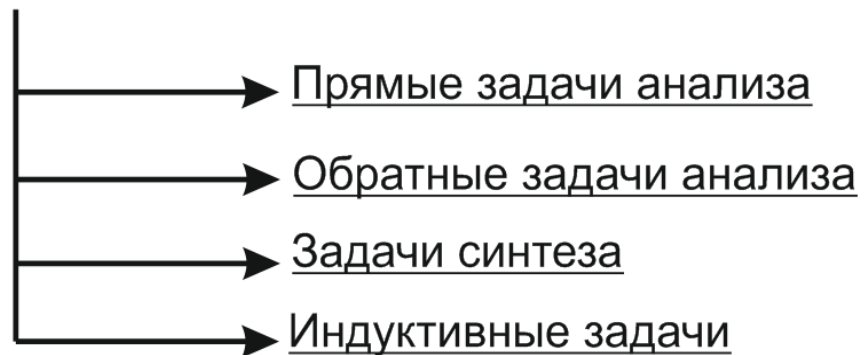 Прямые задачи анализа
Обратные задачи анализа
Задачи синтеза
Индуктивные задачи